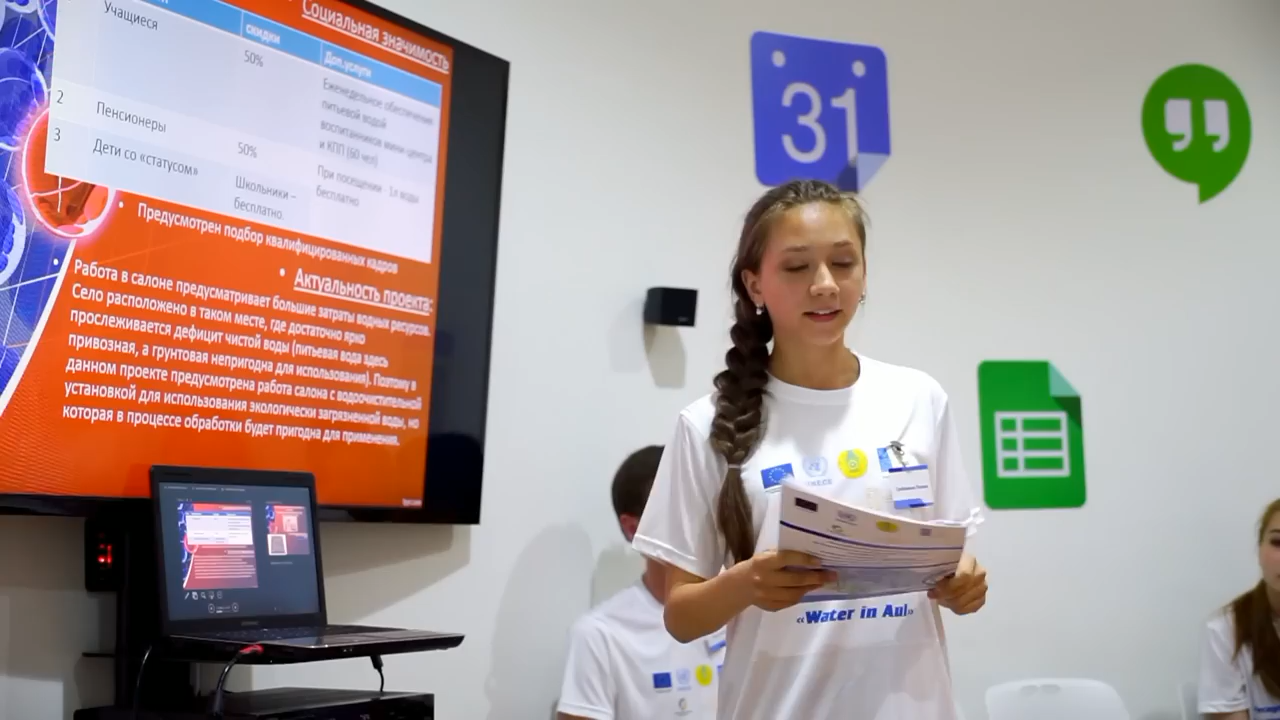 Социальная значимость
скидки
Доп.услуги
Учащиеся
50%
Еженедельное обеспечение
питьевой водой
воспитанников мини-центра
и КПП (60 чел)
2
Пенсионеры
50%
При посещении - 1л воды
бесплатно
3
Дети со «статусом»
Школьники –
бесплатно
• Предусмотрен подбор квалифицированных кадров
• Актуальность проекта:
• Работа в салоне предусматривает большие затраты водных ресурсов.
Село расположено в таком месте, где достаточно ярко
прослеживается дефицит чистой воды (питьевая вода здесь
привозная, а грунтовая непригодна для использования). Поэтому в
данном проекте предусмотрена работа салона с водоочистительной
установкой для использования экологически загрязненной воды, но
которая в процессе обработки будет пригодна для применения.
31
«Water in Aul»